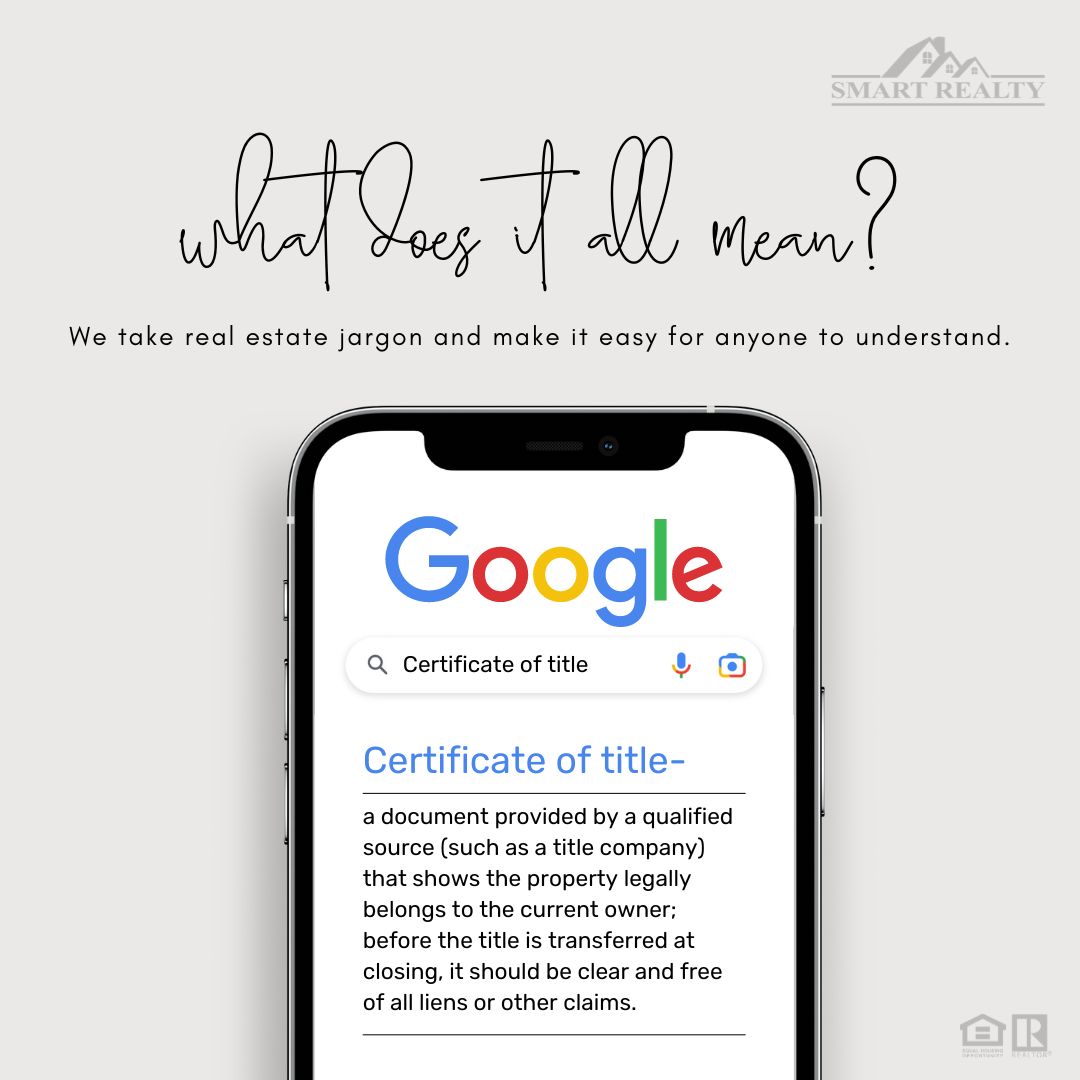 SMART REALTY
what does it all mean?
We take real estate jargon and make it easy for anyone to understand.
Google
Certificate of title
Certificate of title-
a document provided by a qualified
source (such as a title company)
that shows the property legally
belongs to the current owner;
before the title is transferred at
closing, it should be clear and free
of all liens or other claims.
EQUAL HOUSING
OPPORTUNITY
REALTOR®